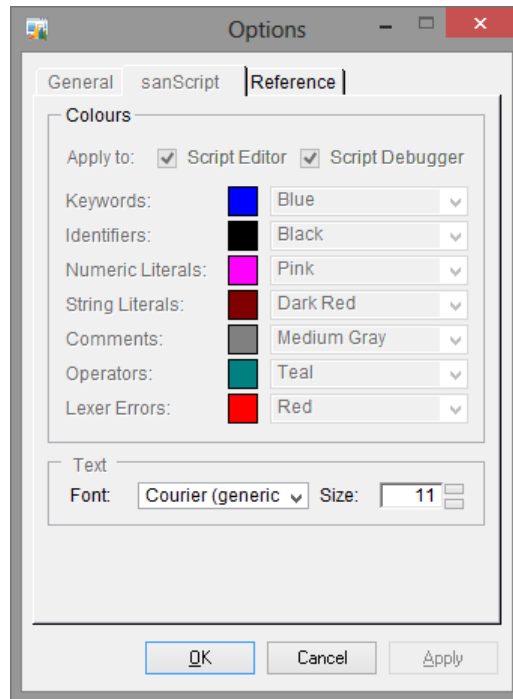 Options
General sanScript Reference
Colours
Apply to: Script Editor Script Debugger
Keywords: Blue
Identifiers: Black
Numeric Literals: Pink
String Literals: Dark Red
Comments: Medium Gray
Operators: Teal
Lexer Errors: Red
Text
Font: Courier (generic Size: 11
OK Cancel Apply